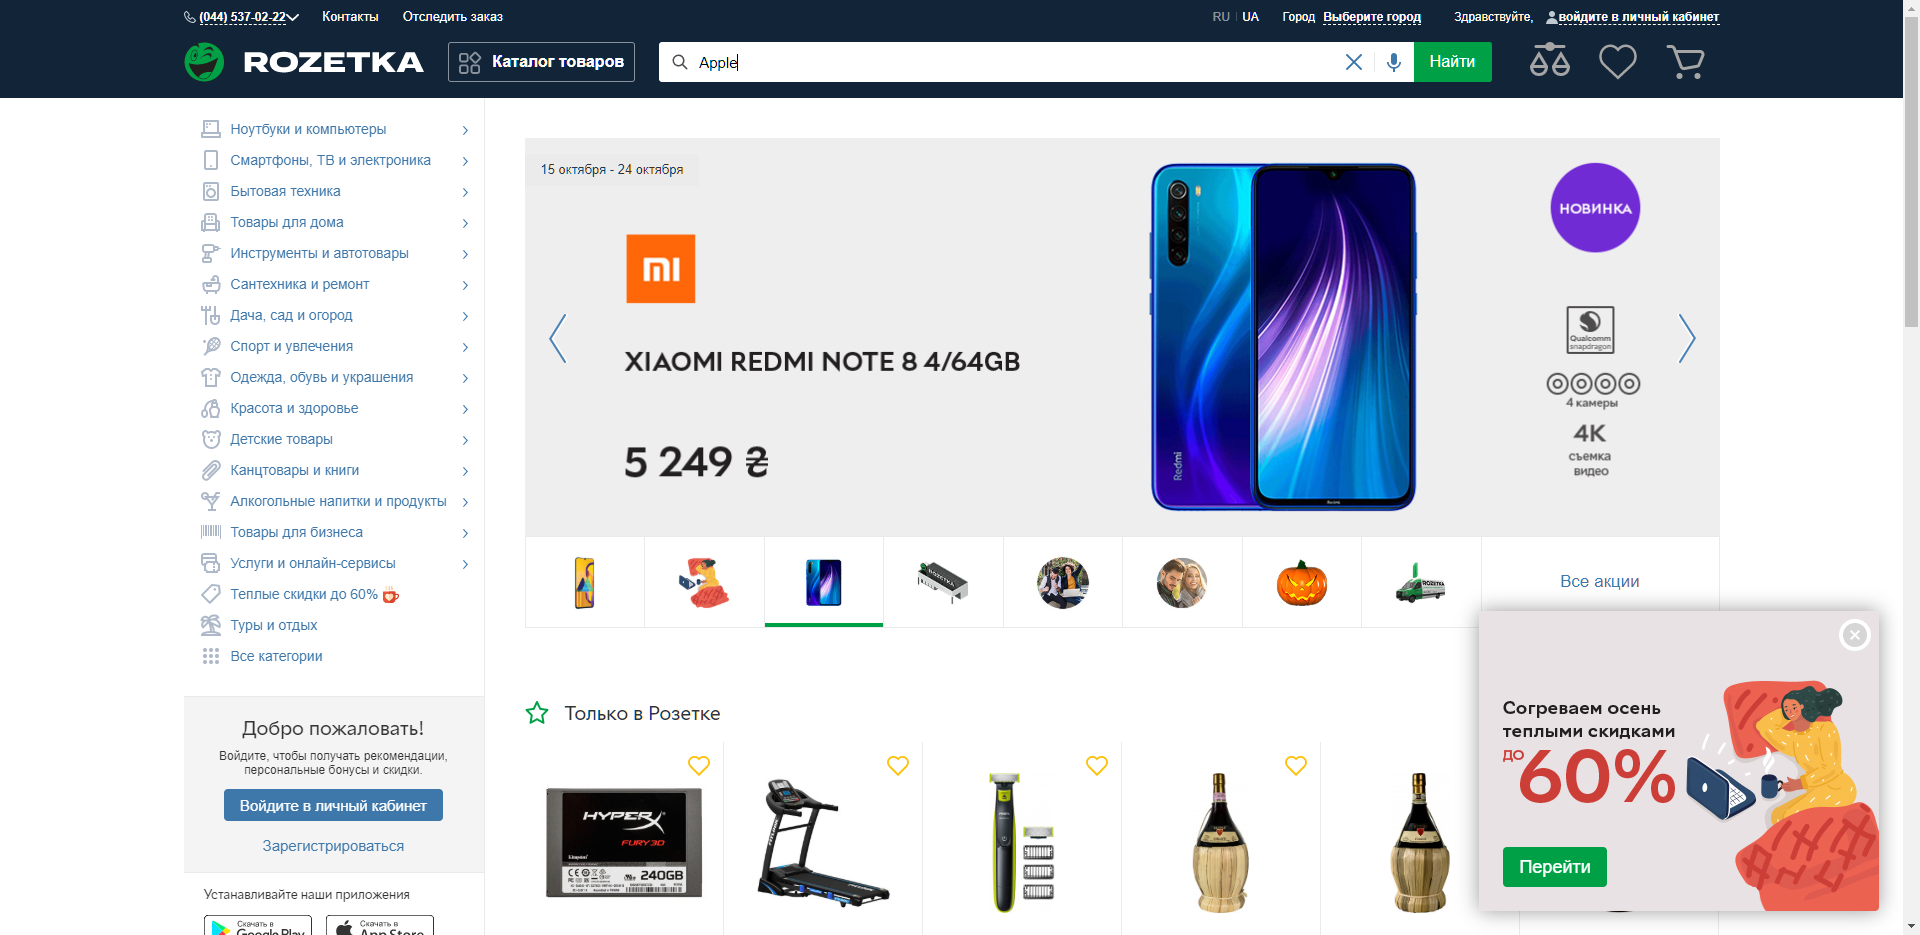 (044) 537-02-22
Контакты
Отследить заказ
RU | UA
Город Выберите город
Здравствуйте, войдите в личный кабинет
ROZETKA
Каталог товаров
Apple
Найти
Ноутбуки и компьютеры
Смартфоны, ТВ и электроника
Бытовая техника
Товары для дома
Инструменты и автотовары
Сантехника и ремонт
Дача, сад и огород
Спорт и увлечения
Одежда, обувь и украшения
Красота и здоровье
Детские товары
Канцтовары и книги
Алкогольные напитки и продукты
Товары для бизнеса
Услуги и онлайн-сервисы
Теплые скидки до 60%
Туры и отдых
Все категории
Добро пожаловать!
Войдите, чтобы получать рекомендации,
персональные бонусы и скидки.
Войдите в личный кабинет
Зарегистрироваться
Устанавливайте наши приложения
Скачать в
Google Play
Скачать в
App Store
15 октября - 24 октября
mi
XIAOMI REDMI NOTE 8 4/64GB
5 249 ₴
Redmi
НОВИНКА
Qualcomm
snapdragon
4 камеры
4K
съемка
видео
ROZETKA
ROZETKA
Все акции
Только в Розетке
HYPERX
FURY3D
Kingston
240GB
Согреваем осень
теплыми скидками
ДО
60%
Перейти